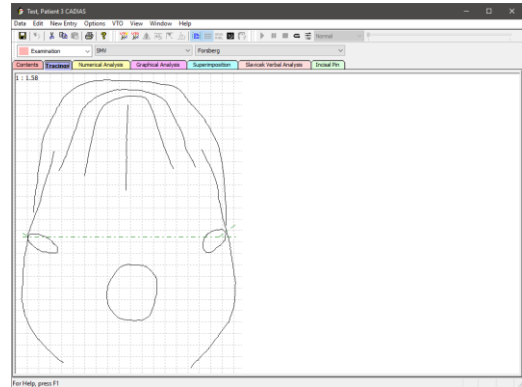 Test, Patient 3 CADIAS
Data Edit New Entry Options VTO View Window Help
Normal
Examination SMV Forsberg
Contents Tracings Numerical Analysis Graphical Analysis Superimposition Slavicek Verbal Analysis Incisal Pin
1 : 1.58
For Help, press F1